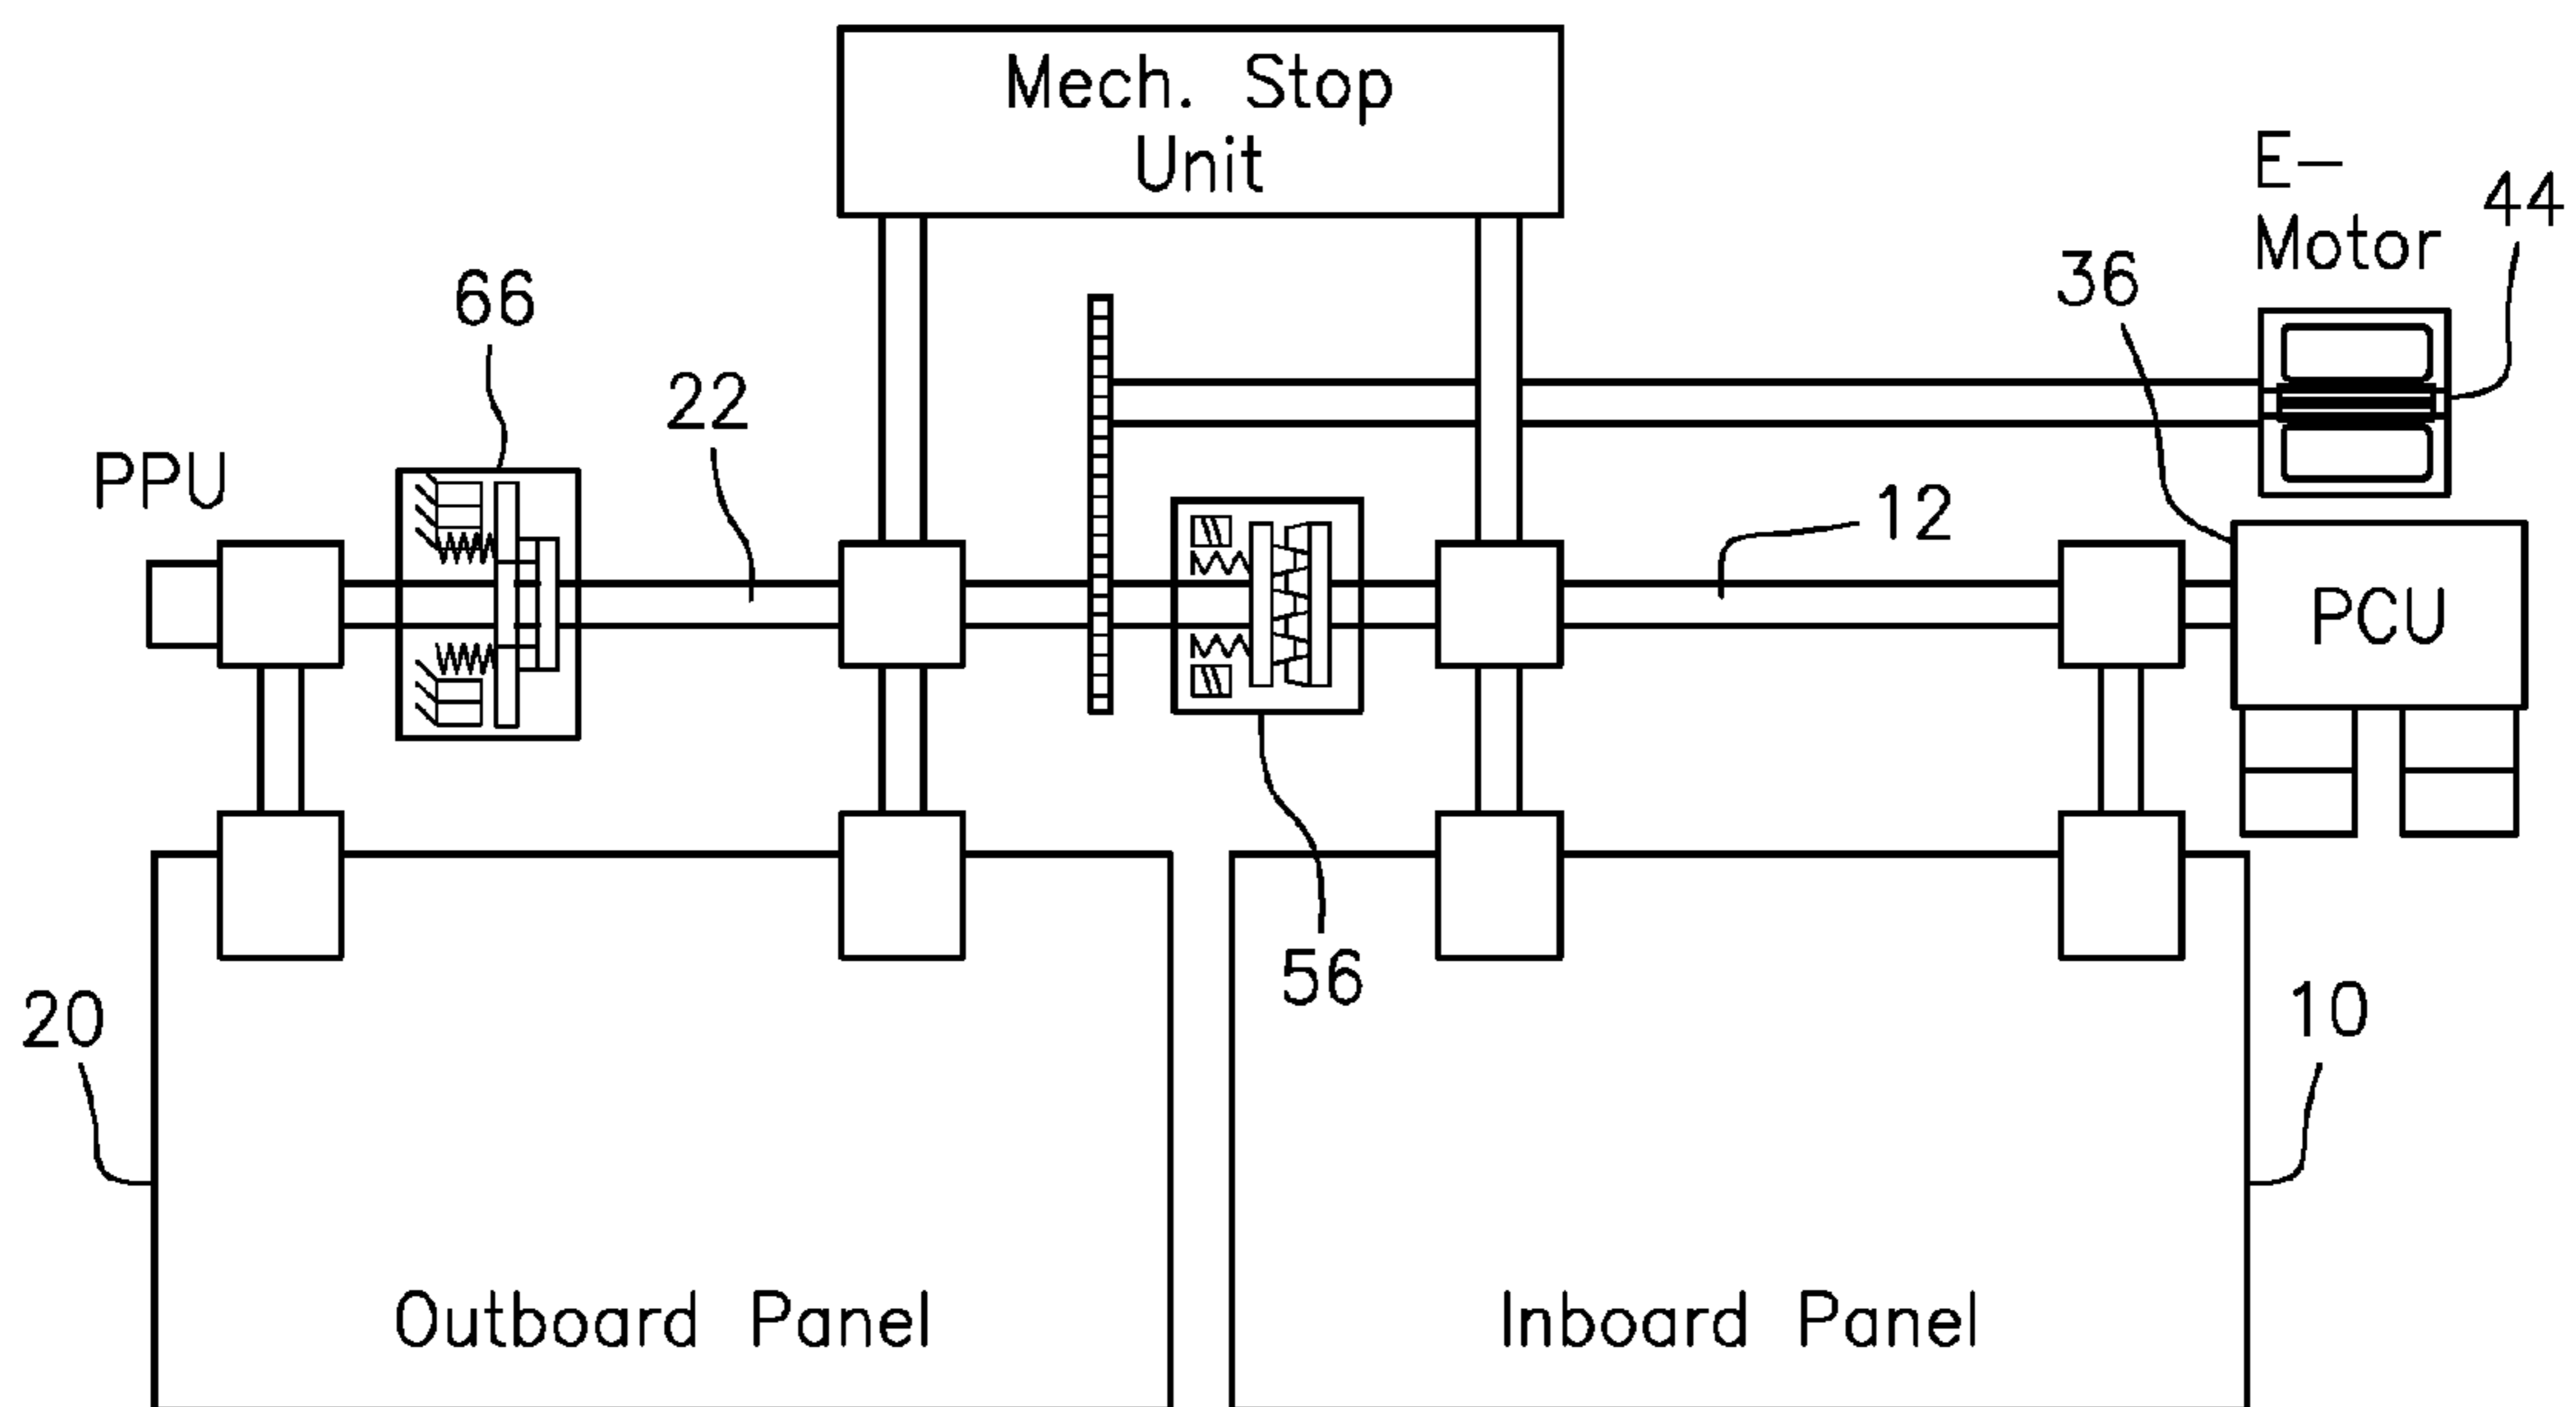 Mech. Stop
Unit
E-
Motor
44
36
66
22
PPU
12
PCU
56
20
10
Outboard Panel
Inboard Panel